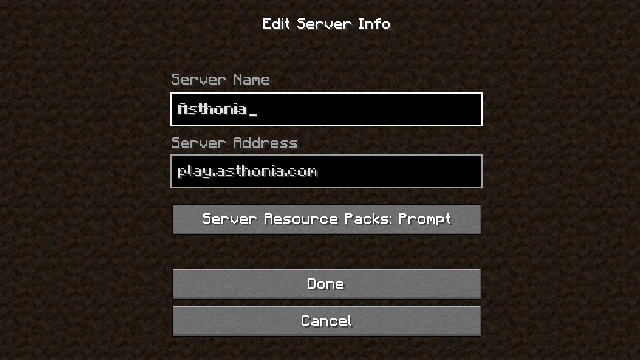 Edit Server Info
Server Name
Asthonia_
Server Address
play.asthonia.com
Server Resource Packs: Prompt
Done
Cancel